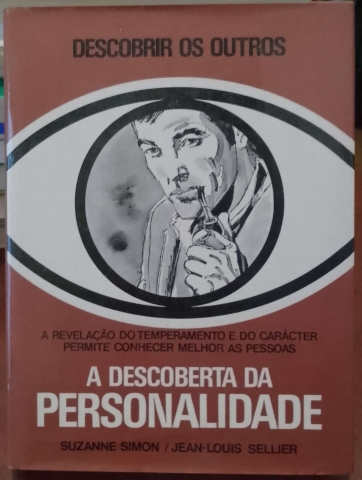 DESCOBRIR OS OUTROS
A REVELAÇÃO DO TEMPERAMENTO E DO CARÁCTER
PERMITE CONHECER MELHOR AS PESSOAS
A DESCOBERTA DA
PERSONALIDADE
SUZANNE SIMON / JEAN-LOUIS SELLIER